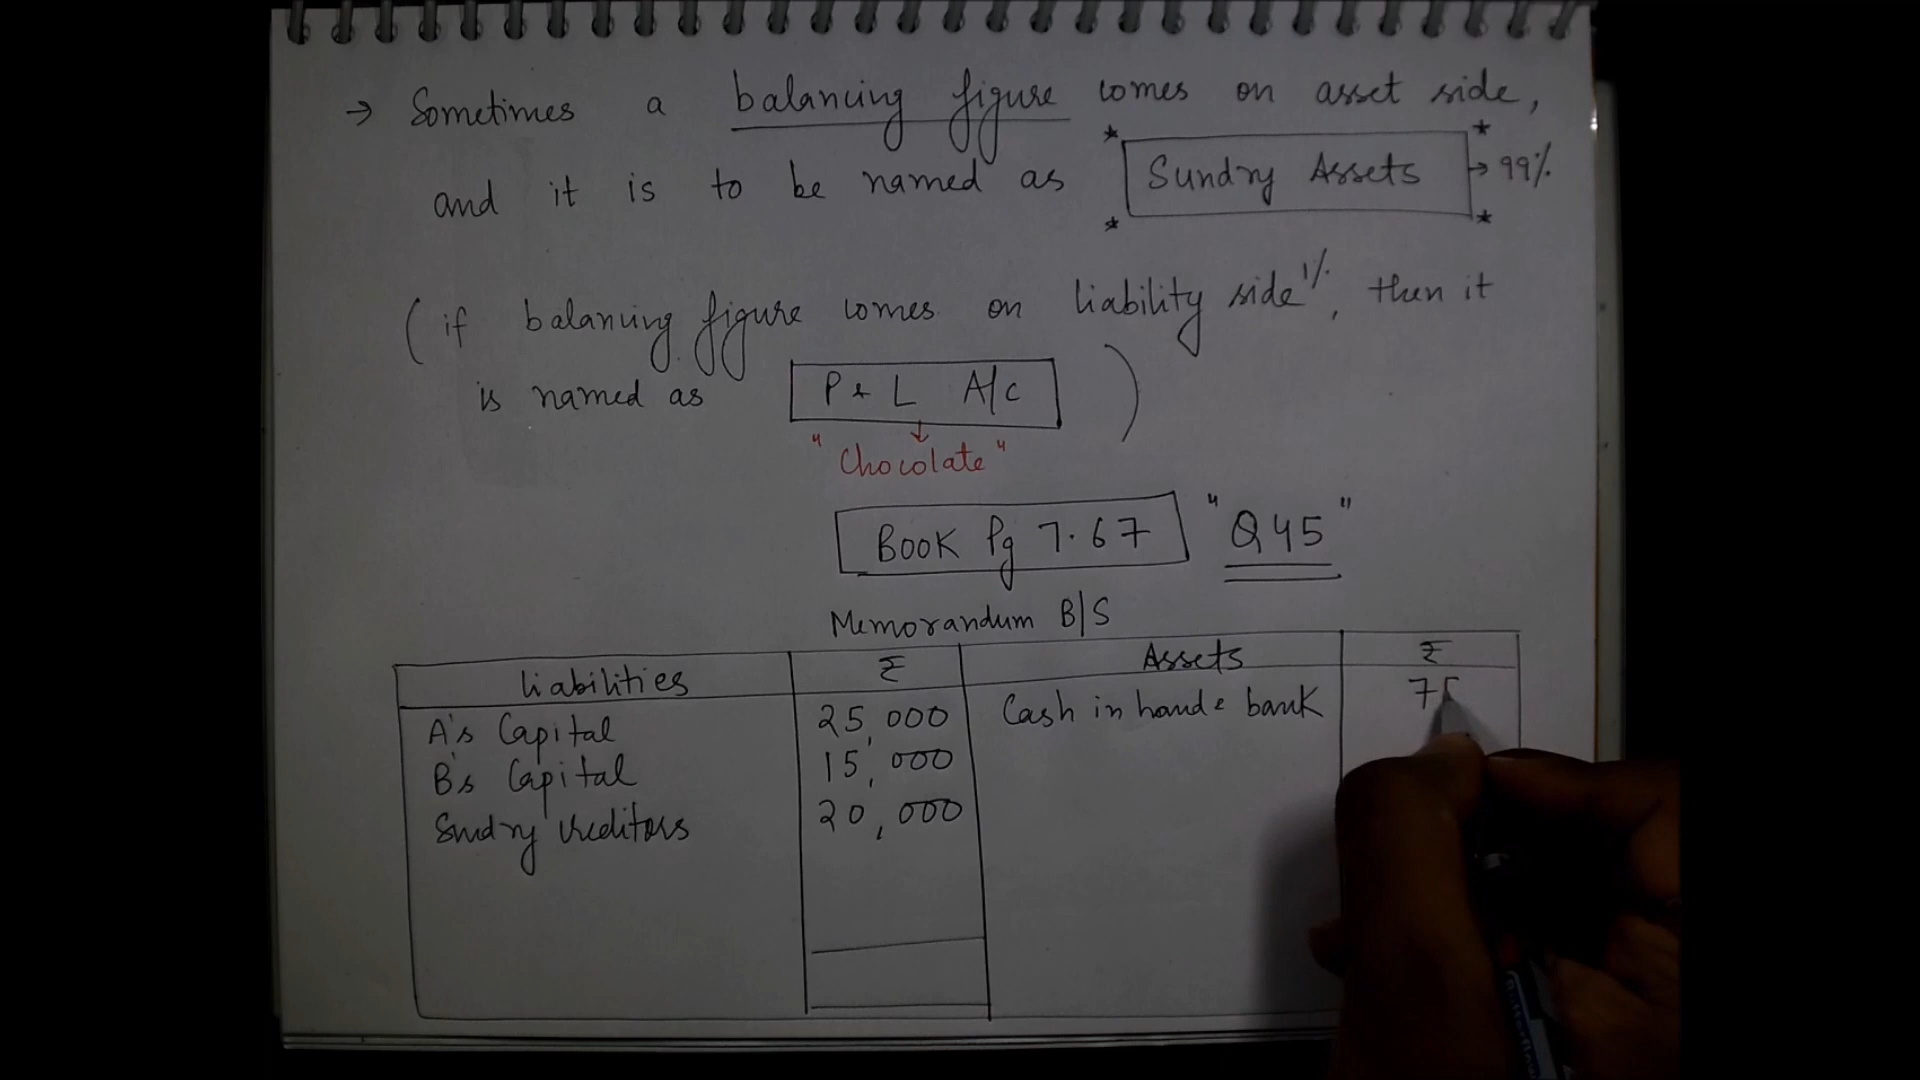 → Sometimes a balancing figure comes on asset side,
and it is to be named as Sundry Assets → 99%
(if balancing figure comes on liability side 1%, then it
is named as P & L A/c )
"Chocolate"
BOOK Pg 7.67 "Q45"
Memorandum B/S
Liabilities ₹ Assets ₹
A's Capital 25,000 Cash in hand & bank 75
B's Capital 15,000
Sundry Creditors 20,000